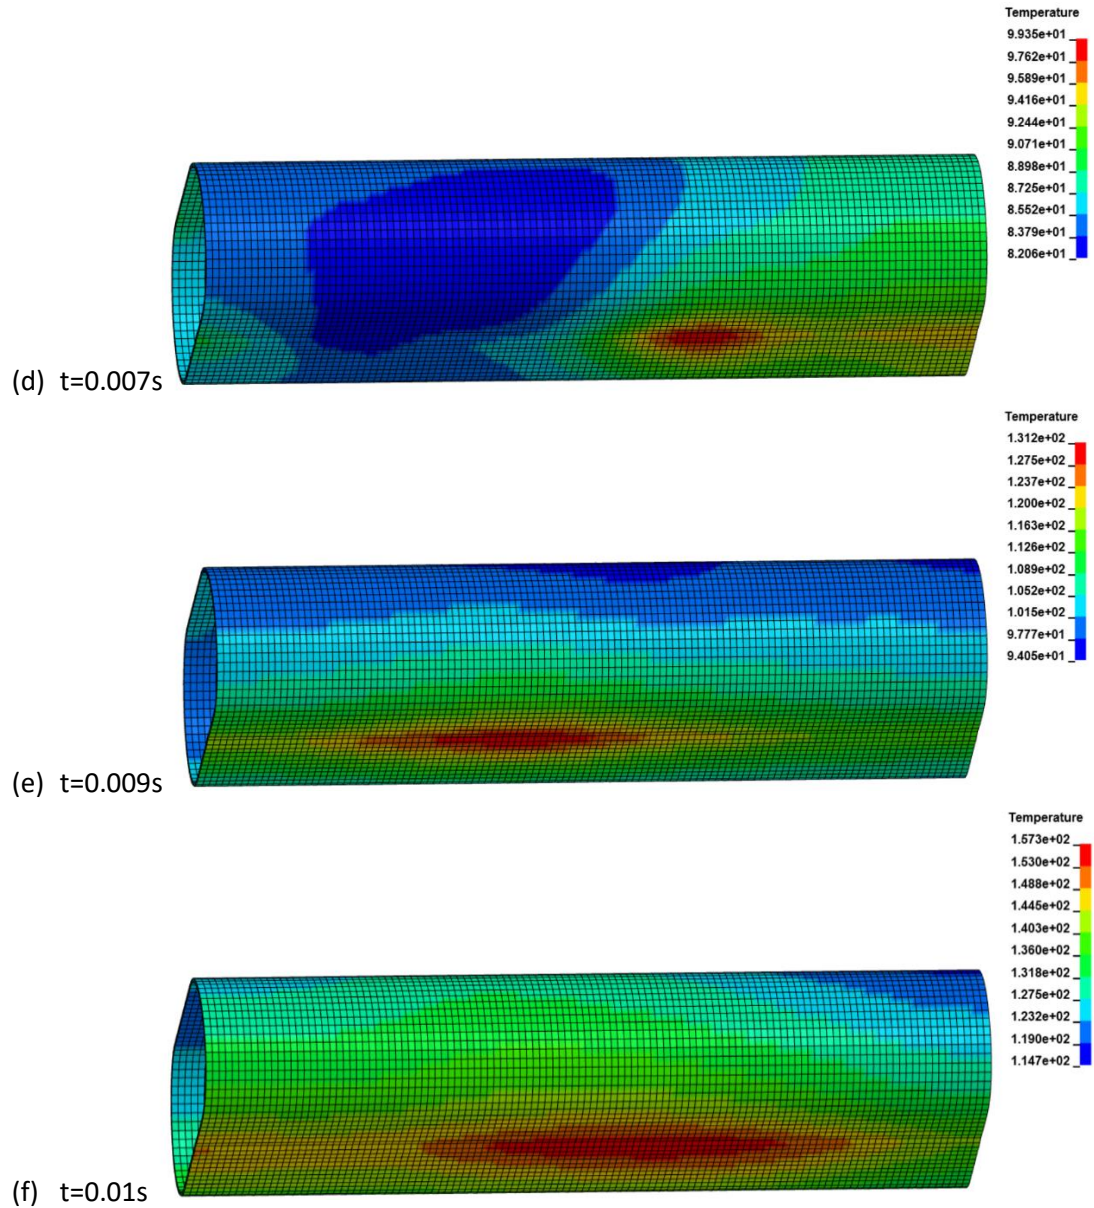 Temperature
9.935e+01
9.762e+01
9.589e+01
9.416e+01
9.244e+01
9.071e+01
8.898e+01
8.725e+01
8.552e+01
8.379e+01
8.206e+01
(d) t=0.007s
Temperature
1.312e+02
1.275e+02
1.237e+02
1.200e+02
1.163e+02
1.126e+02
1.089e+02
1.052e+02
1.015e+02
9.777e+01
9.405e+01
(e) t=0.009s
Temperature
1.573e+02
1.530e+02
1.488e+02
1.445e+02
1.403e+02
1.360e+02
1.318e+02
1.275e+02
1.232e+02
1.190e+02
1.147e+02
(f) t=0.01s